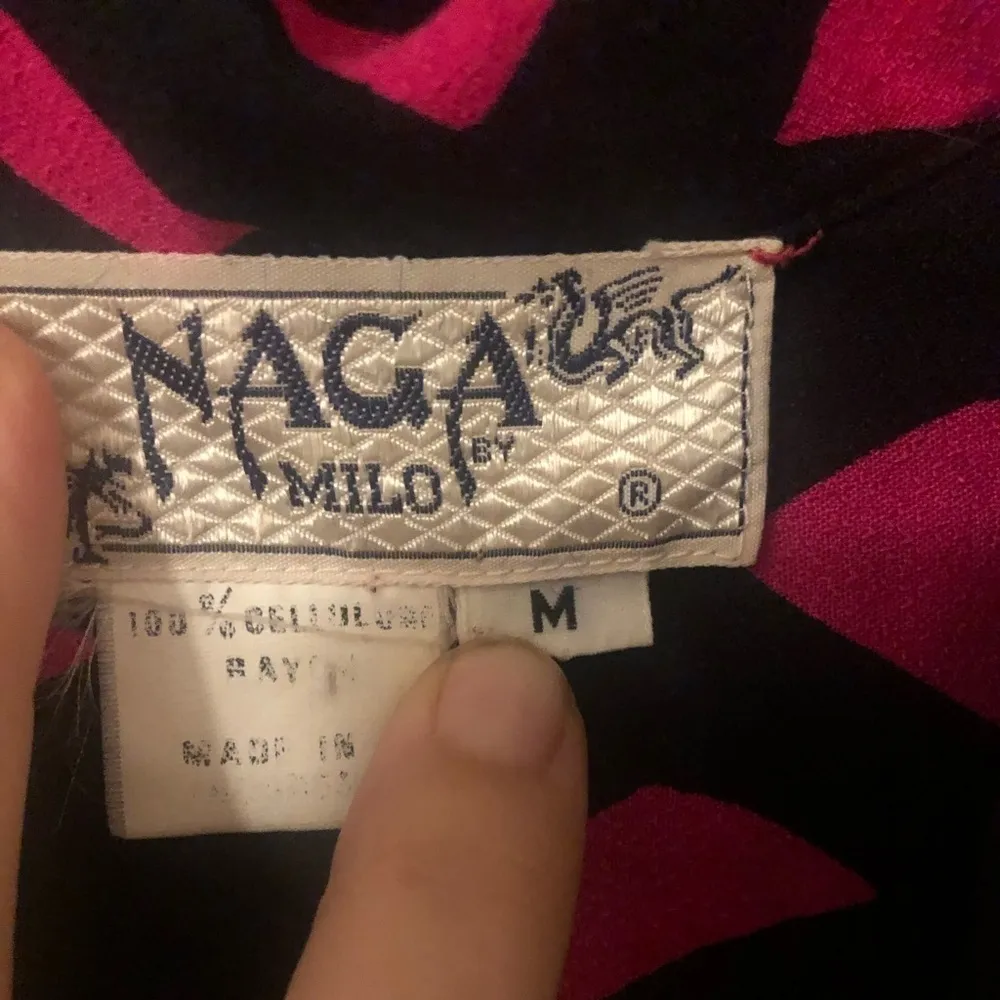 NAGA
BY
MILO
®
M
100% CELLULOSE
RAYON
MADE IN